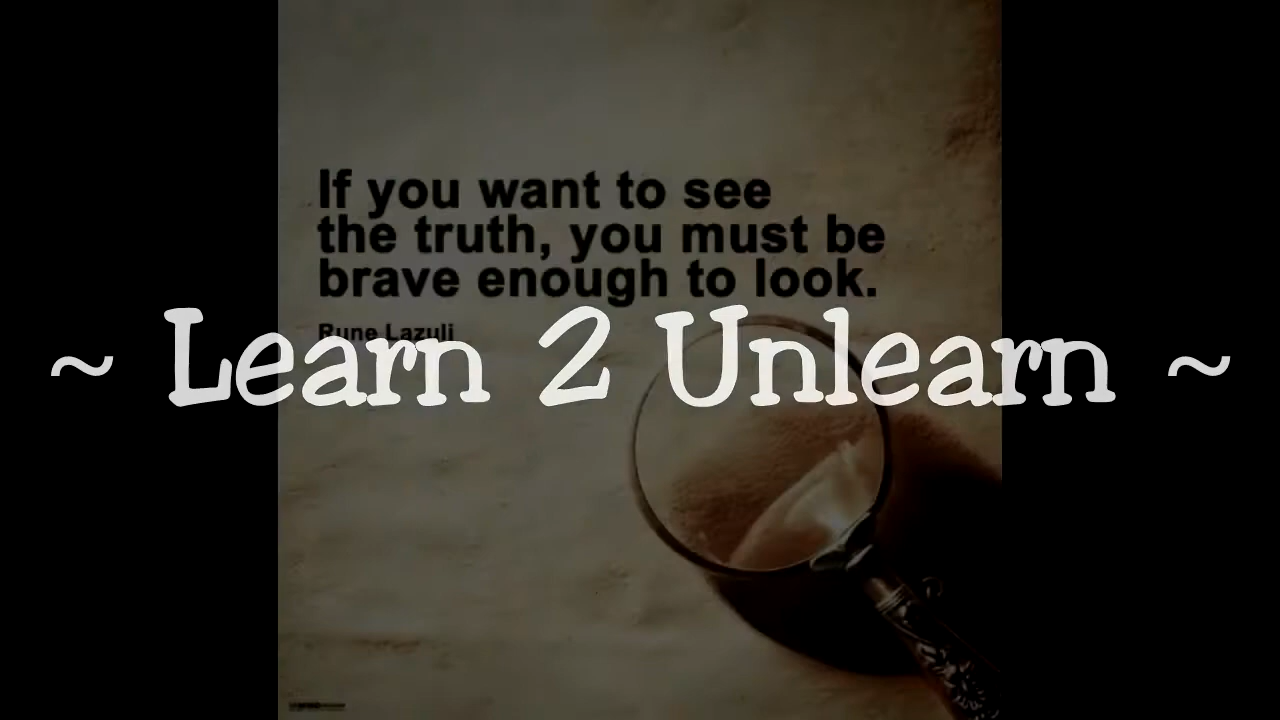 If you want to see
the truth, you must be
brave enough to look.
Rune Lazuli
~ Learn 2 Unlearn ~